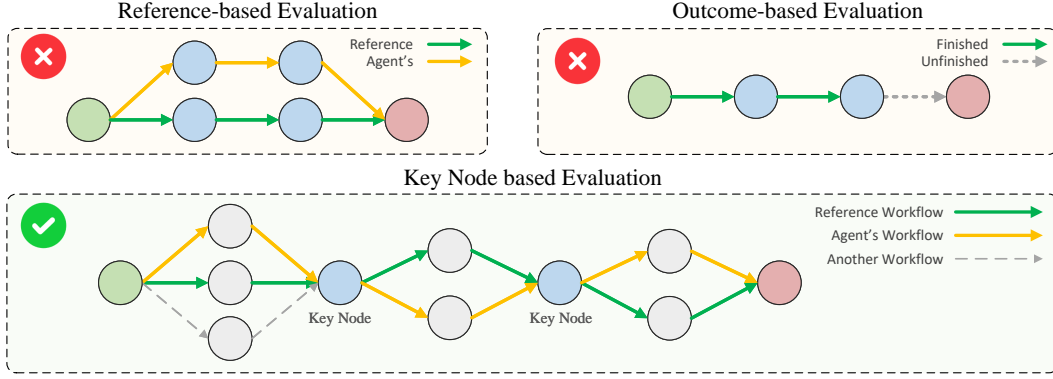 Reference-based Evaluation
Reference
Agent's
Outcome-based Evaluation
Finished
Unfinished
Key Node based Evaluation
Reference Workflow
Agent's Workflow
Another Workflow
Key Node
Key Node